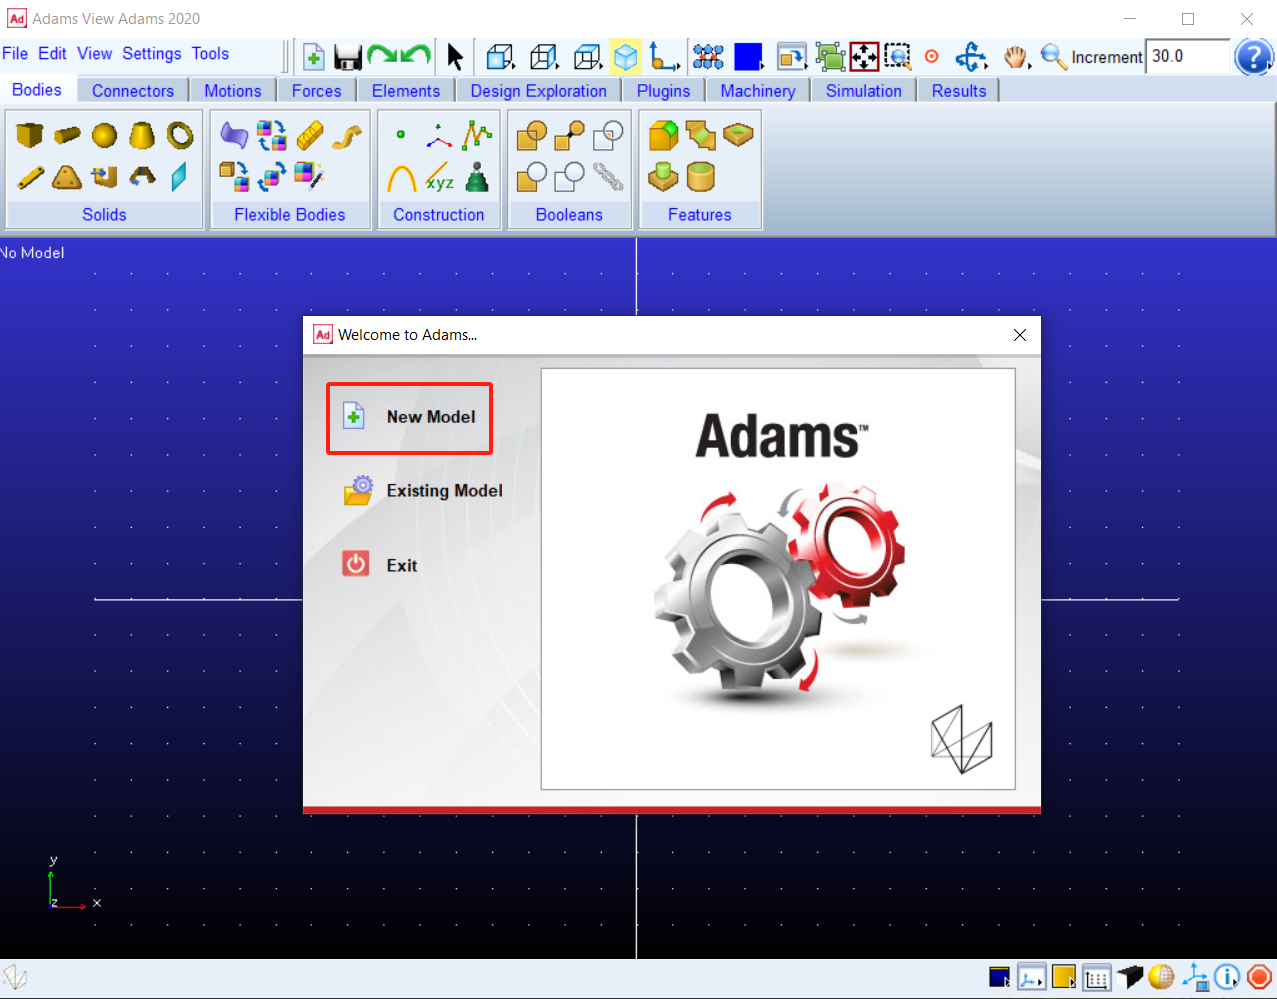 Ad Adams View Adams 2020
File Edit View Settings Tools
Increment 30.0
Bodies Connectors Motions Forces Elements Design Exploration Plugins Machinery Simulation Results
xyz
Solids Flexible Bodies Construction Booleans Features
No Model
Ad Welcome to Adams...
New Model
Existing Model
Exit
Adams™
y
z x